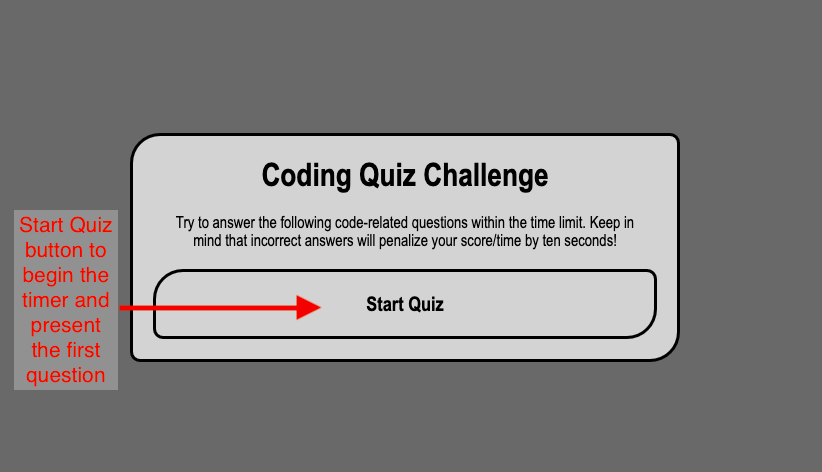 Coding Quiz Challenge
Try to answer the following code-related questions within the time limit. Keep in
mind that incorrect answers will penalize your score/time by ten seconds!
Start Quiz
button to
begin the
timer and
present
the first
question
Start Quiz